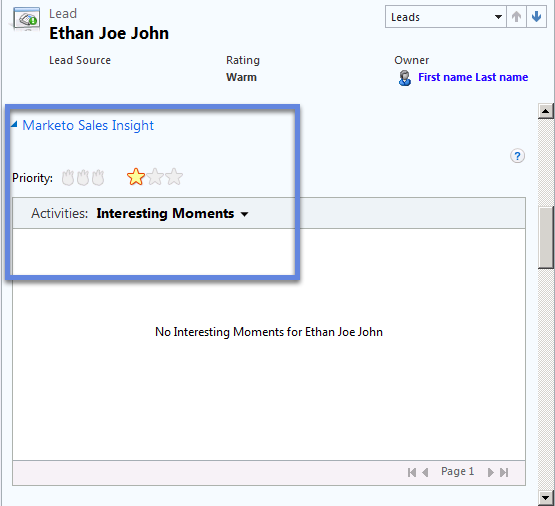 Lead
Leads
Ethan Joe John
Lead Source
Rating
Owner
Warm
First name Last name
Marketo Sales Insight
?
Priority:
Activities: Interesting Moments
No Interesting Moments for Ethan Joe John
Page 1